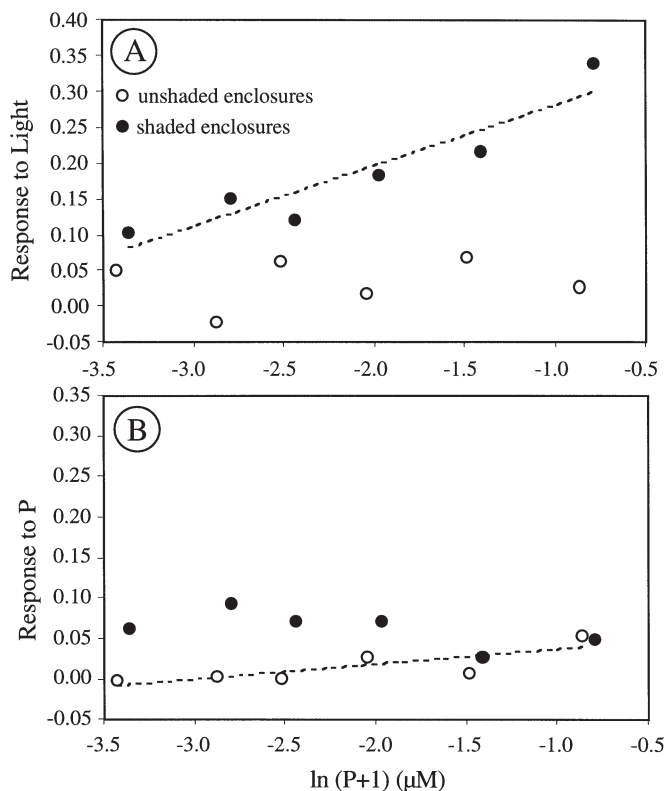 0.40
A
0.35
unshaded enclosures
0.30
shaded enclosures
0.25
0.20
0.15
0.10
0.05
0.00
-0.05
Response to Light
-3.5 -3.0 -2.5 -2.0 -1.5 -1.0 -0.5
B
0.35
0.30
0.25
0.20
0.15
0.10
0.05
0.00
-0.05
Response to P
-3.5 -3.0 -2.5 -2.0 -1.5 -1.0 -0.5
ln (P+1) (μM)